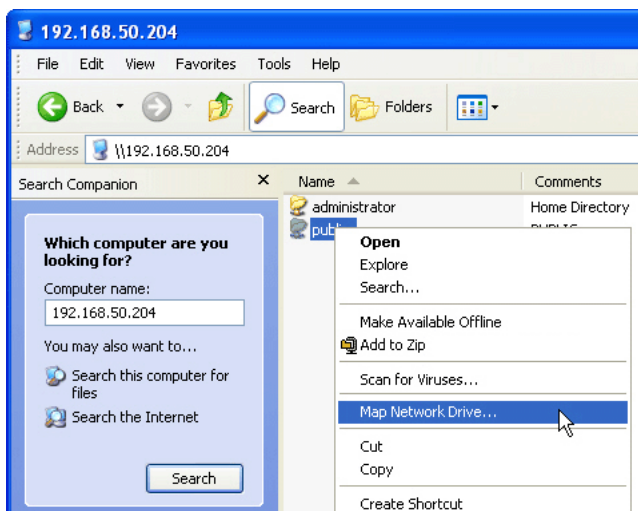 192.168.50.204
File Edit View Favorites Tools Help
Back Search Folders
Address \\192.168.50.204
Search Companion X Name Comments
administrator Home Directory
Which computer are you
looking for?
Computer name:
192.168.50.204
You may also want to...
Search this computer for
files
Search the Internet
Search
Open
Explore
Search...
Make Available Offline
Add to Zip
Scan for Viruses...
Map Network Drive...
Cut
Copy
Create Shortcut